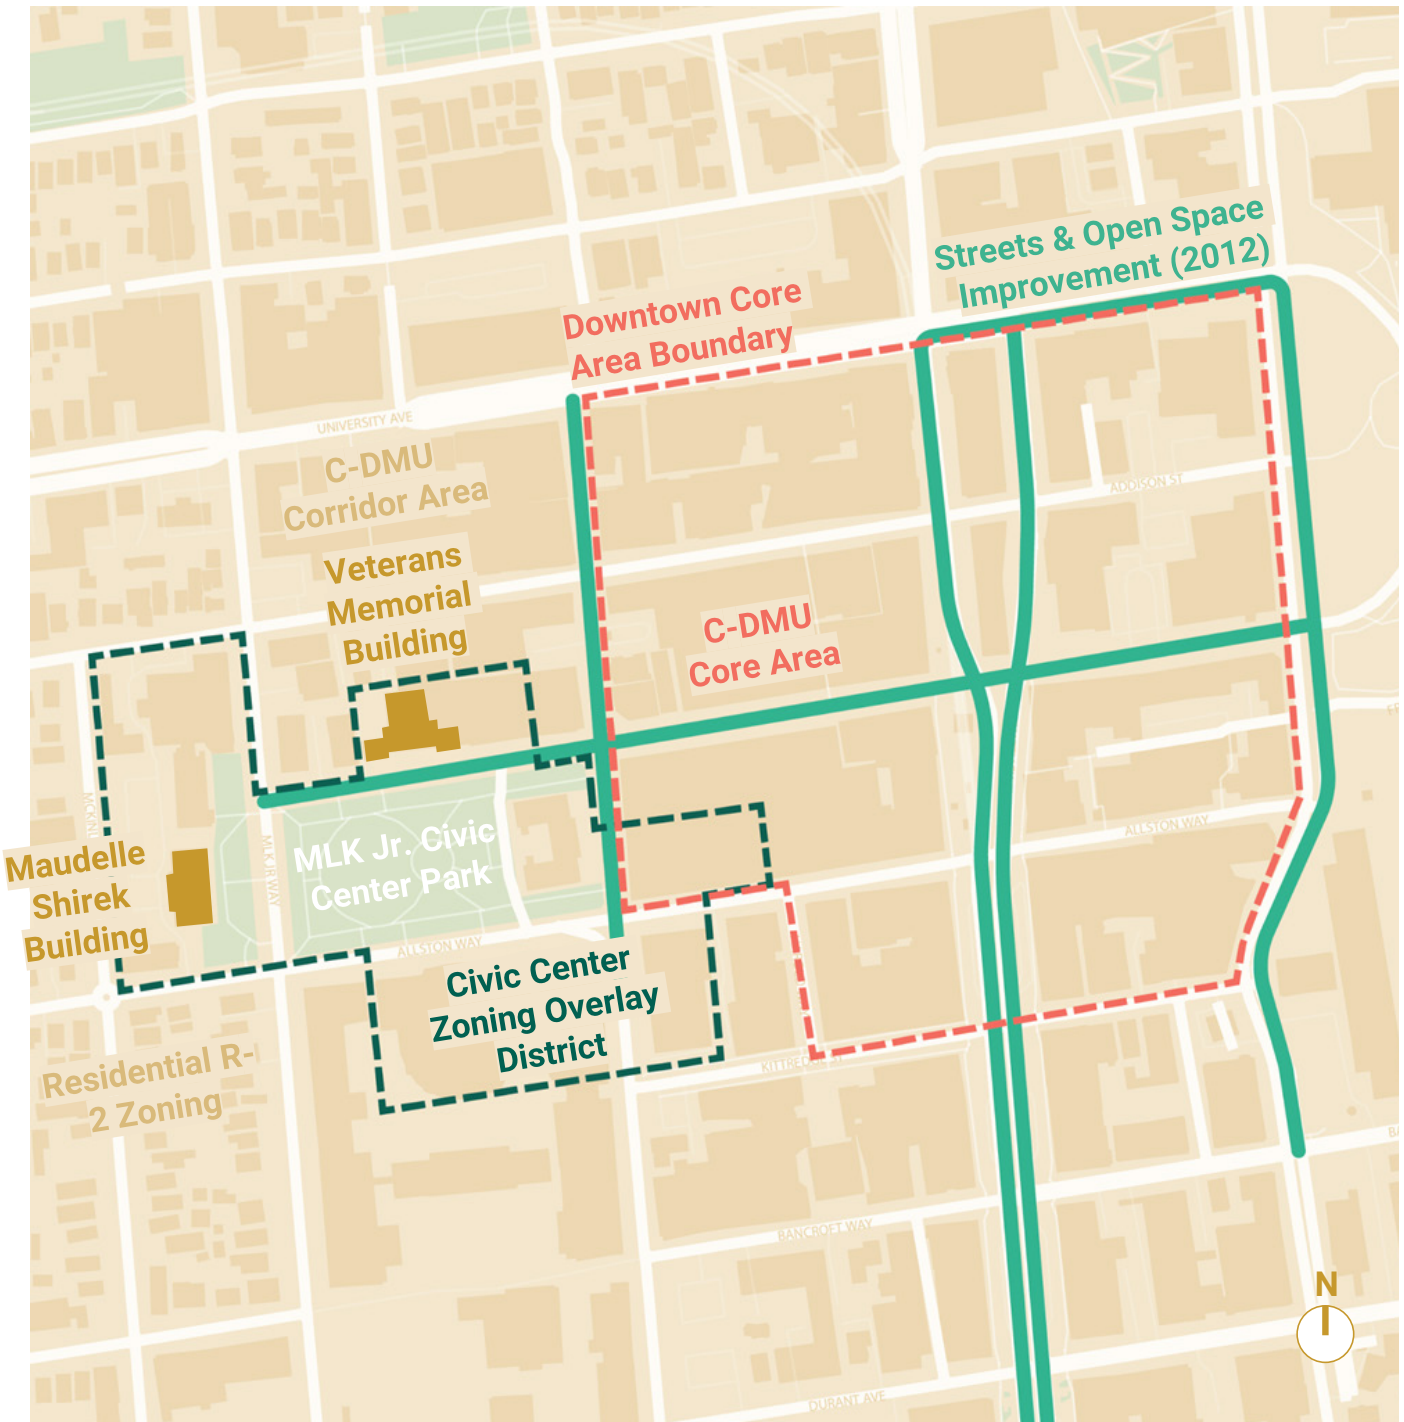 Streets & Open Space
Improvement (2012)
Downtown Core
Area Boundary
UNIVERSITY AVE
C-DMU
Corridor Area
ADDISON ST
Veterans
Memorial
Building
C-DMU
Core Area
MLK Jr. Civic
Center Park
ALLSTON WAY
Maudelle
Shirek
Building
ALLSTON WAY
Civic Center
Zoning Overlay
District
Residential R-
2 Zoning
BANCROFT WAY
N
DURANT AVE